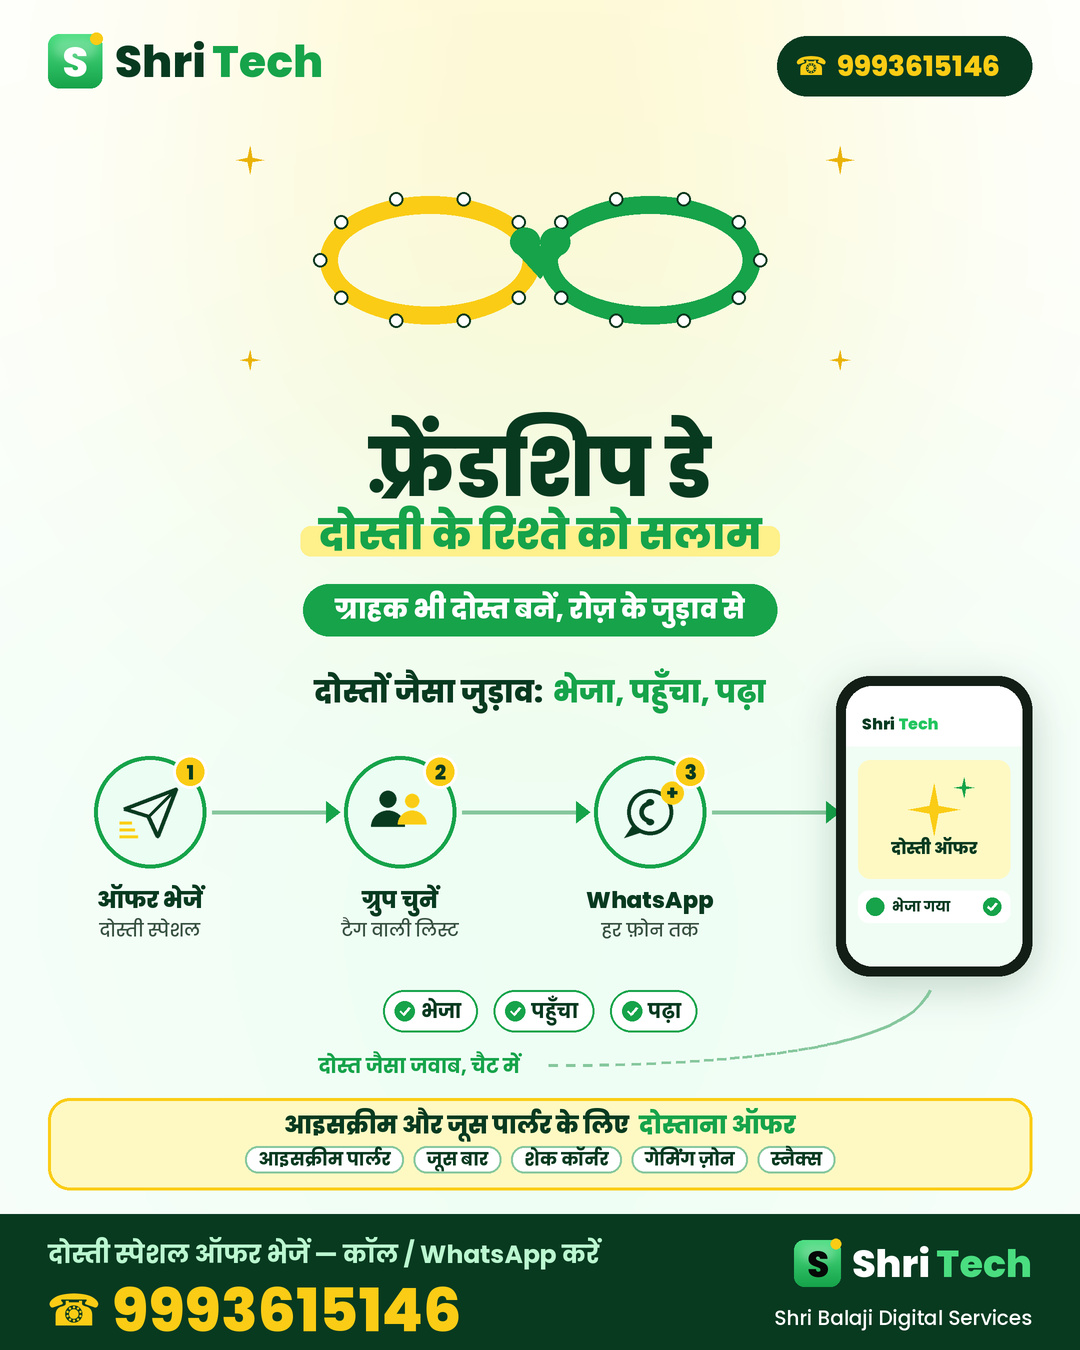 S Shri Tech
☎ 9993615146
फ़्रेंडशिप डे
दोस्ती के रिश्ते को सलाम
ग्राहक भी दोस्त बनें, रोज़ के जुड़ाव से
दोस्तों जैसा जुड़ाव: भेजा, पहुँचा, पढ़ा
1
2
3
ऑफर भेजें
दोस्ती स्पेशल
ग्रुप चुनें
टैग वाली लिस्ट
WhatsApp
हर फ़ोन तक
Shri Tech
दोस्ती ऑफर
भेजा गया
भेजा
पहुँचा
पढ़ा
दोस्त जैसा जवाब, चैट में
आइसक्रीम और जूस पार्लर के लिए दोस्ताना ऑफर
आइसक्रीम पार्लर
जूस बार
शेक कॉर्नर
गेमिंग ज़ोन
स्नैक्स
दोस्ती स्पेशल ऑफर भेजें — कॉल / WhatsApp करें
☎ 9993615146
S Shri Tech
Shri Balaji Digital Services